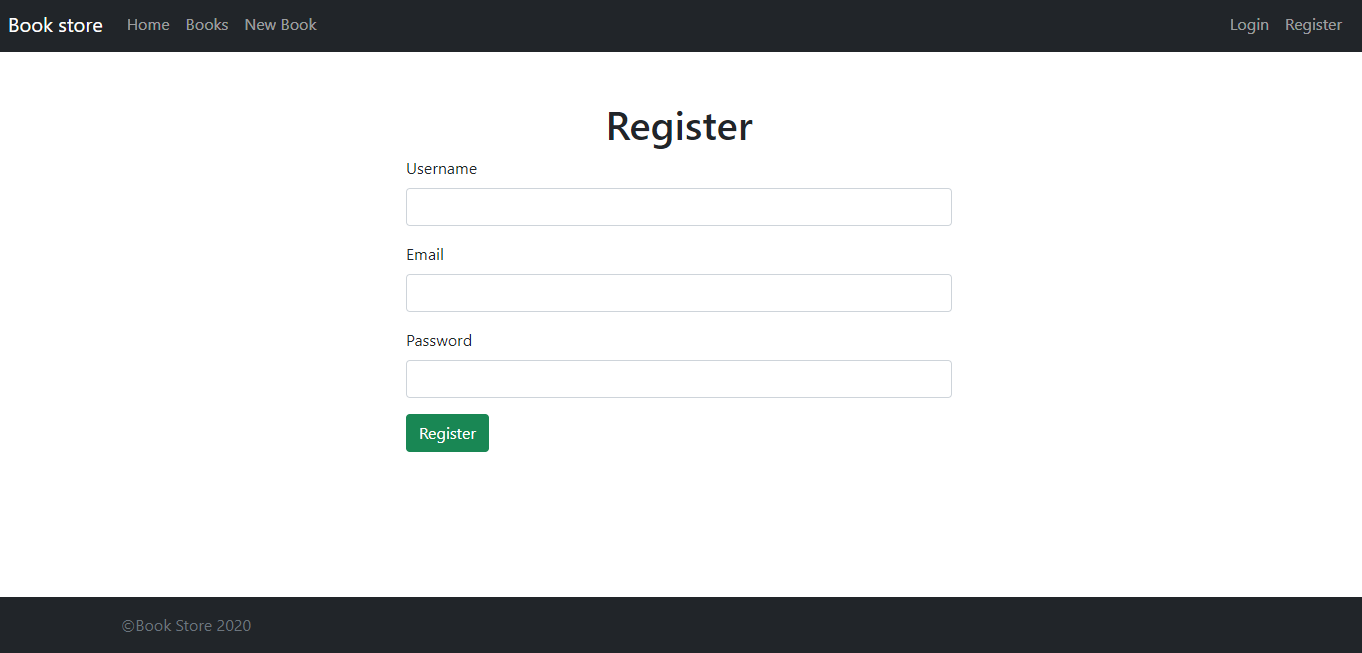 Book store Home Books New Book Login Register
Register
Username
Email
Password
Register
©Book Store 2020